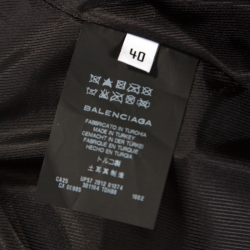 40
BALENCIAGA
FABBRICATO IN TURCHIA
MADE IN TURKEY
GEMACHT IN DER TÜRKEI
FABRIQUÉ EN TURQUIE
HECHO EN TURQUIA
トルコ製
土耳其制造